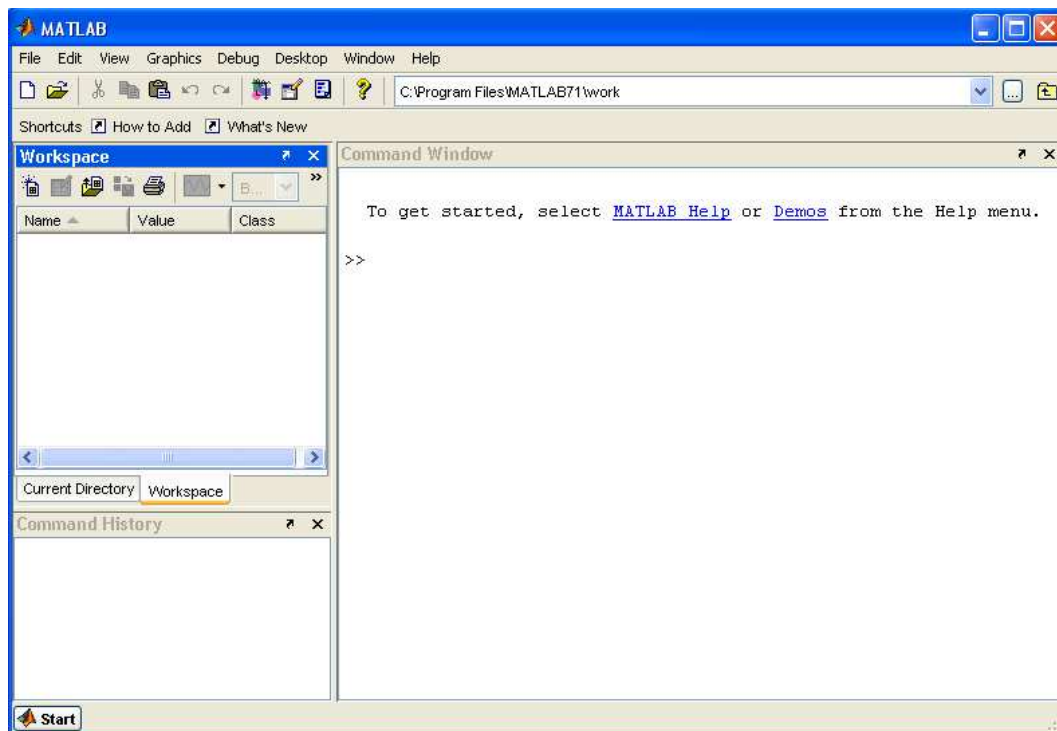 MATLAB
File Edit View Graphics Debug Desktop Window Help
C:\Program Files\MATLAB71\work
...
Shortcuts How to Add What's New
Workspace
B...
»
Name Value Class
Current Directory Workspace
Command History
Command Window
To get started, select MATLAB Help or Demos from the Help menu.
>>
Start